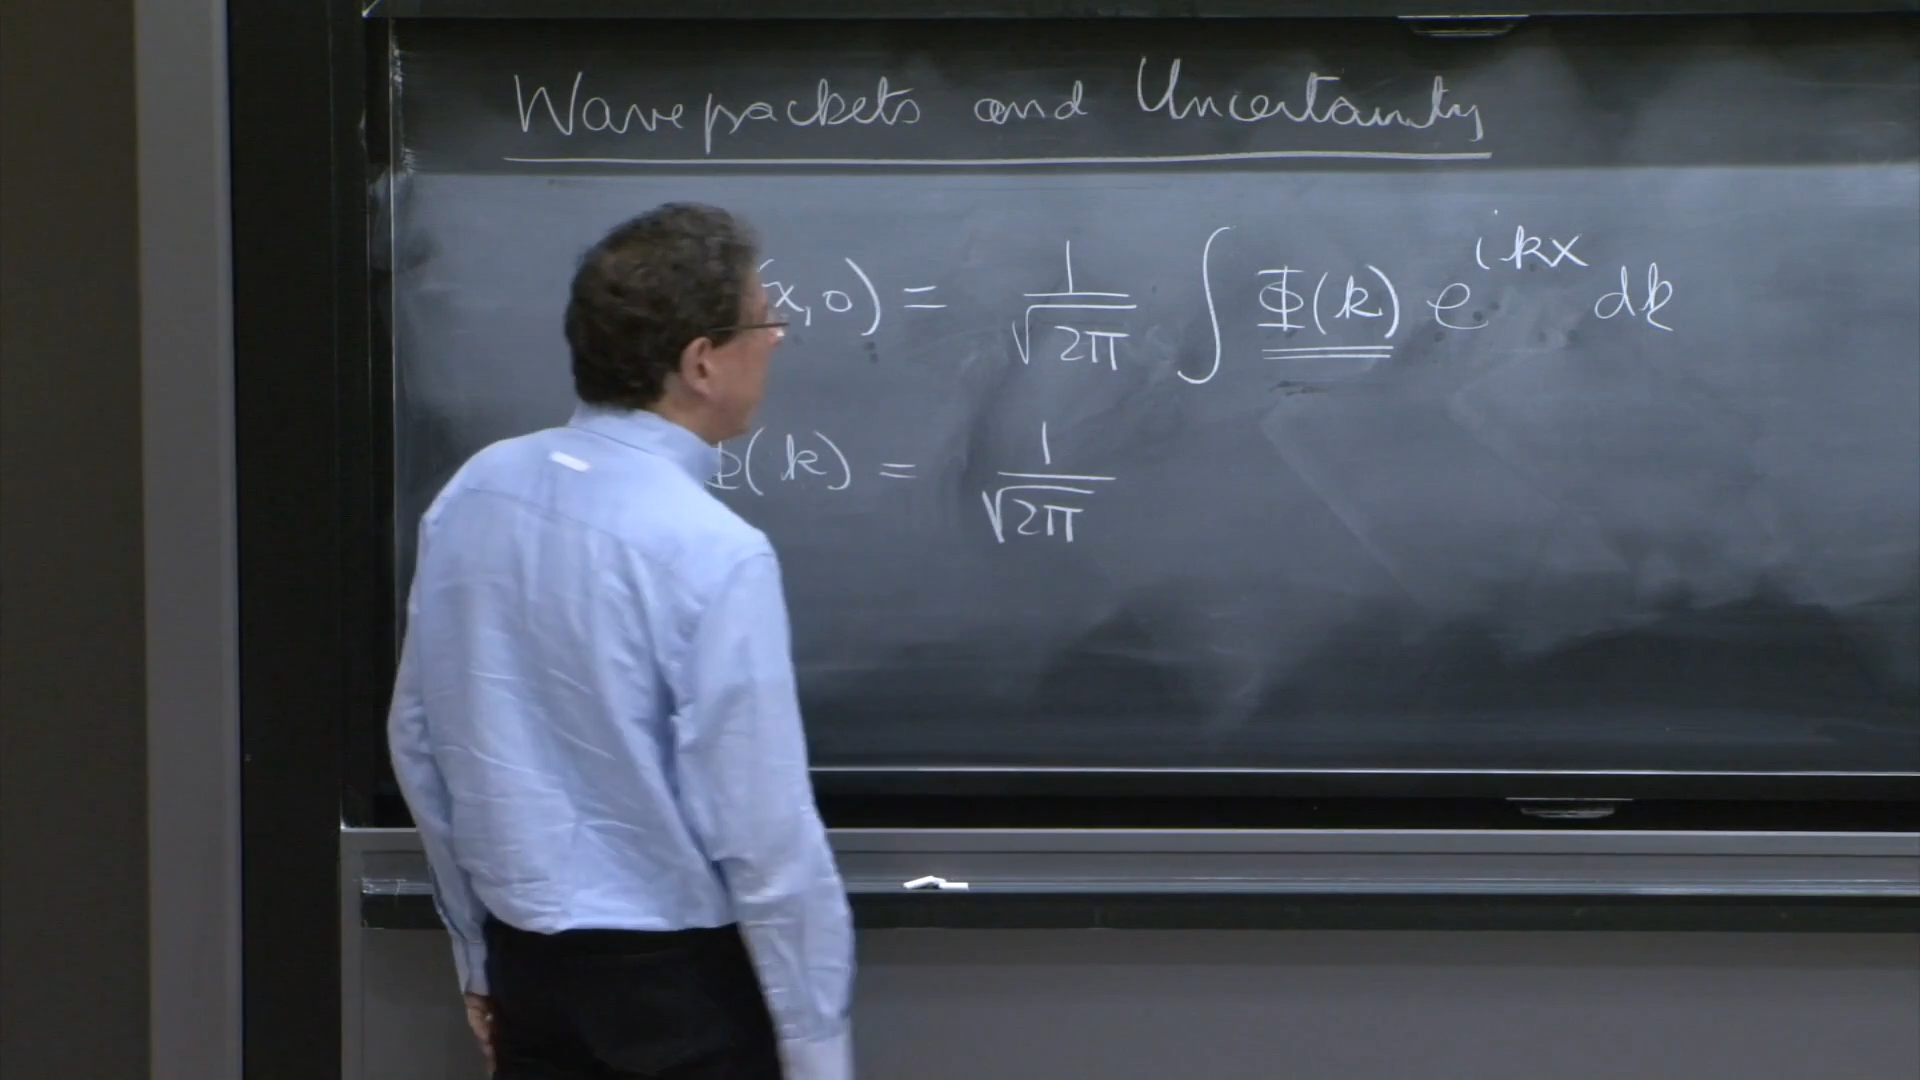 Wavepackets and Uncertainty
(x,0) = 1/√2π ∫ Φ(k) e^{ikx} dk
Φ(k) = 1/√2π